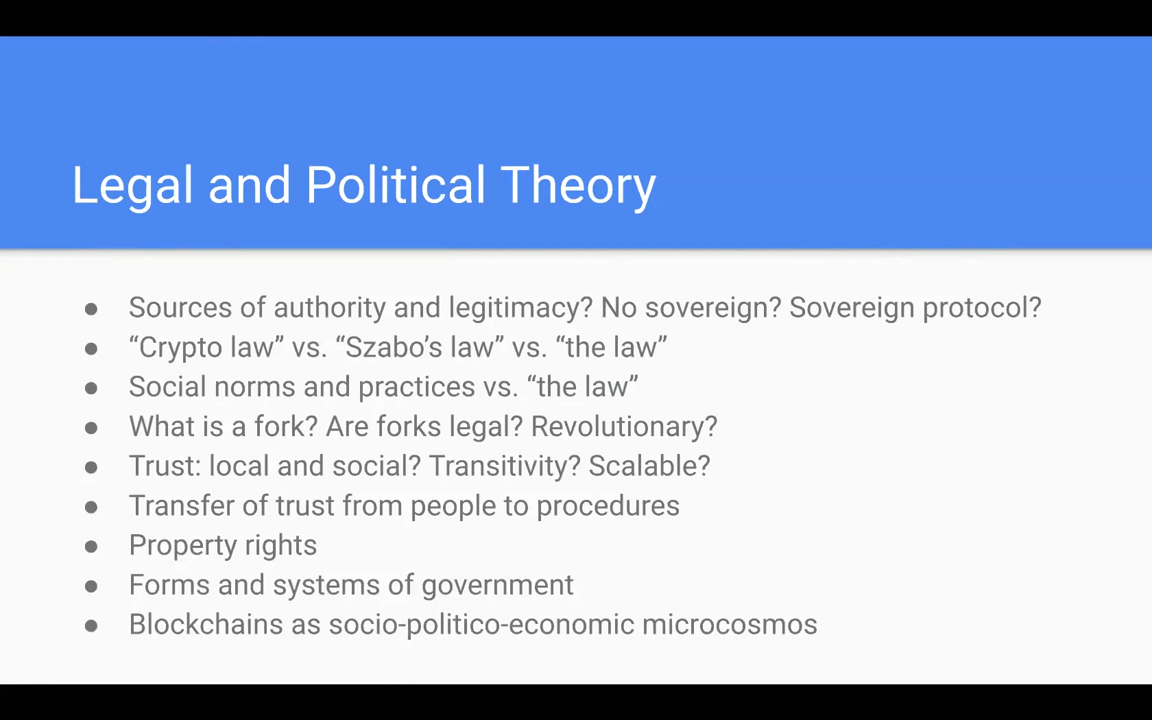 Legal and Political Theory
● Sources of authority and legitimacy? No sovereign? Sovereign protocol?
● “Crypto law” vs. “Szabo’s law” vs. “the law”
● Social norms and practices vs. “the law”
● What is a fork? Are forks legal? Revolutionary?
● Trust: local and social? Transitivity? Scalable?
● Transfer of trust from people to procedures
● Property rights
● Forms and systems of government
● Blockchains as socio-politico-economic microcosmos